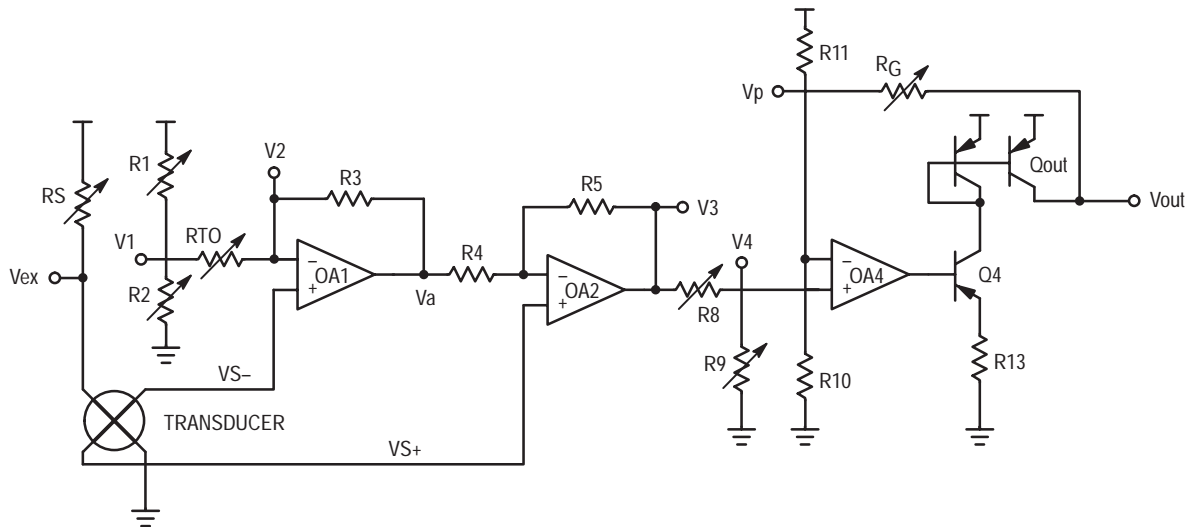 R11
RG
Vp
V2
R1
Qout
RS
R3
R5
Vout
V3
V1
RTO
V4
R4
Vex
OA1
OA2
OA4
Q4
−
+
−
+
−
+
Va
R2
R8
R9
R13
R10
VS−
TRANSDUCER
VS+